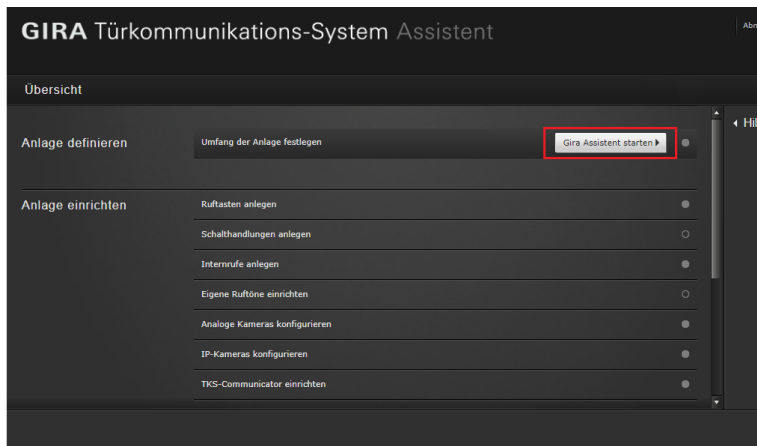 GIRA Türkommunikations-System Assistent
Übersicht
Anlage definieren
Umfang der Anlage festlegen
Gira Assistent starten
Anlage einrichten
Ruftasten anlegen
Schalthandlungen anlegen
Internrufe anlegen
Eigene Ruftöne einrichten
Analoge Kameras konfigurieren
IP-Kameras konfigurieren
TKS-Communicator einrichten